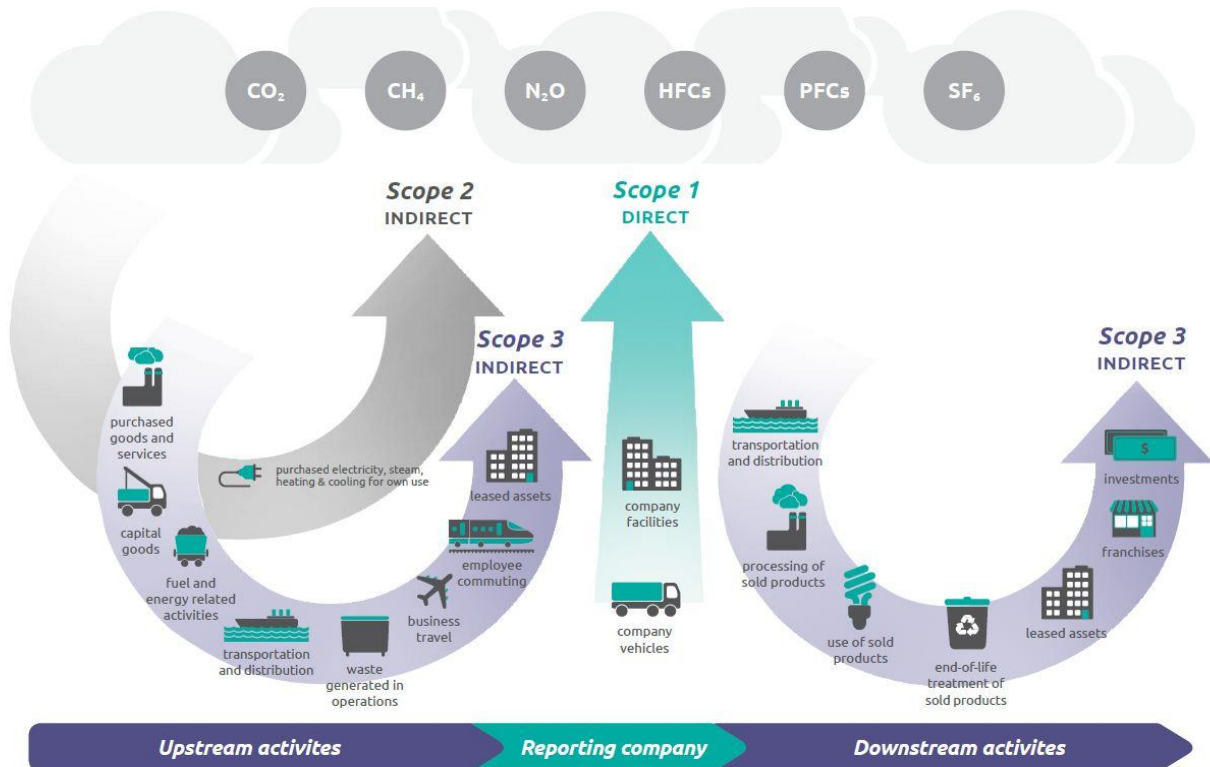 CO₂
CH₄
N₂O
HFCs
PFCs
SF₆
Scope 2
INDIRECT
Scope 1
DIRECT
Scope 3
INDIRECT
Scope 3
INDIRECT
purchased
goods and
services
capital
goods
fuel and
energy related
activities
transportation
and distribution
waste
generated in
operations
business
travel
employee
commuting
leased assets
purchased electricity, steam,
heating & cooling for own use
company
facilities
company
vehicles
transportation
and distribution
processing of
sold products
use of sold
products
end-of-life
treatment of
sold products
leased assets
franchises
$
investments
Upstream activites
Reporting company
Downstream activites